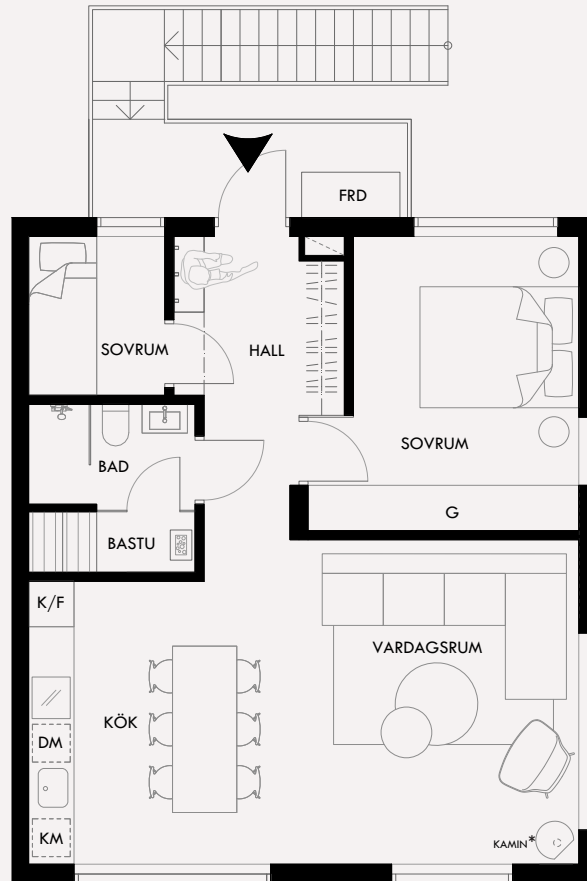 FRD
SOVRUM
HALL
SOVRUM
BAD
G
BASTU
K/F
VARDAGSRUM
KÖK
DM
KM
KAMIN*